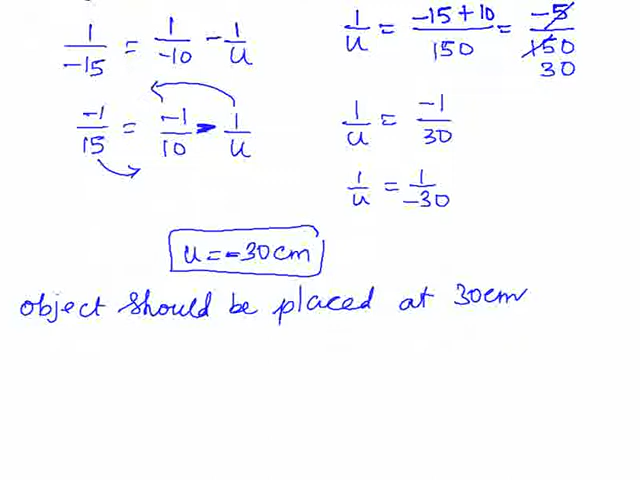 1/-15 = 1/-10 - 1/u
-1/15 = -1/10 - 1/u
1/u = -15+10/150 = -5/150
30
1/u = -1/30
1/u = 1/-30
u = -30cm
object should be placed at 30cm